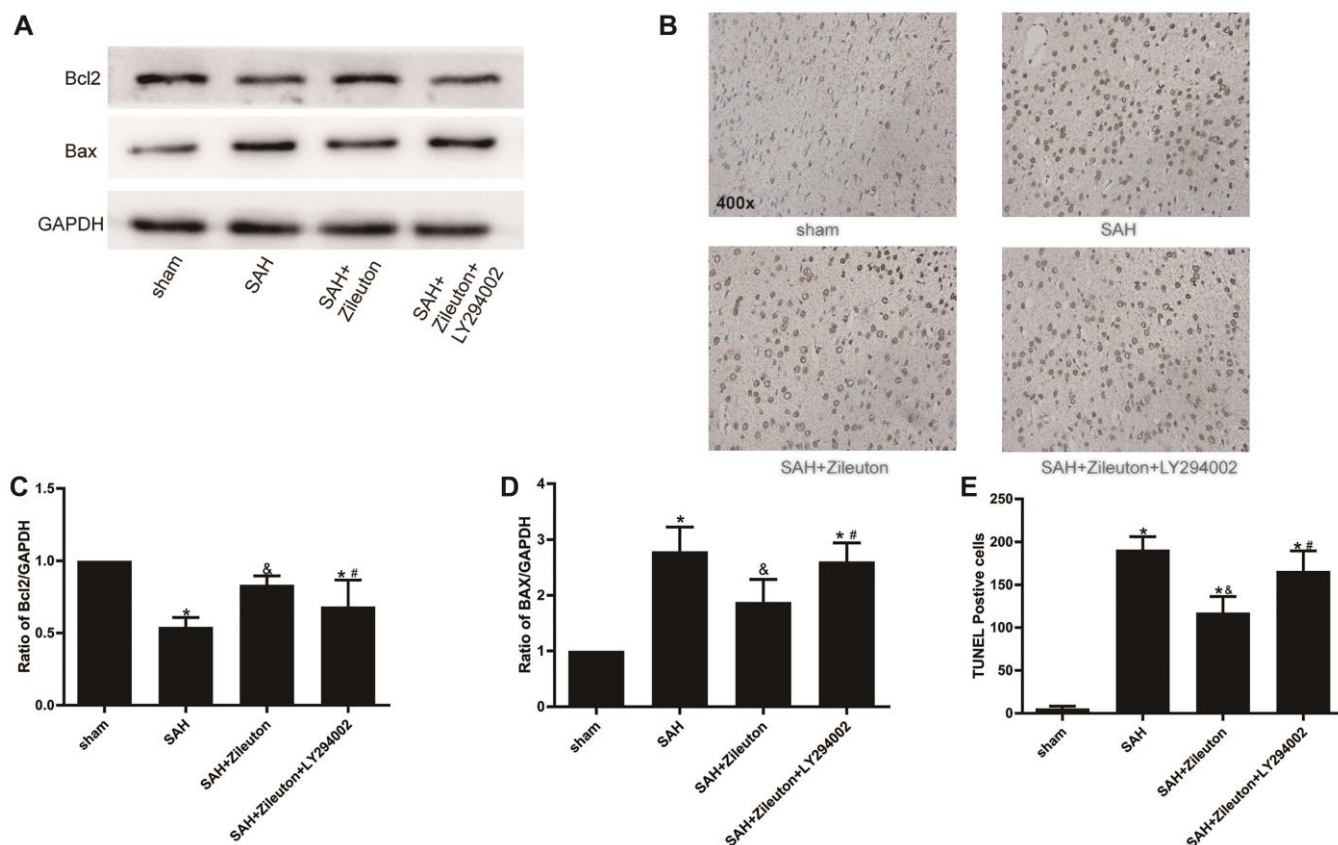 A
Bcl2
Bax
GAPDH
sham
SAH
SAH+
Zileuton
SAH+
Zileuton+
LY294002
B
400x
sham
SAH
SAH+Zileuton
SAH+Zileuton+LY294002
C
Ratio of Bcl2/GAPDH
1.5
1.0
0.5
0.0
*
&
* #
sham
SAH
SAH+Zileuton
SAH+Zileuton+LY294002
D
Ratio of BAX/GAPDH
4
3
2
1
0
*
&
* #
sham
SAH
SAH+Zileuton
SAH+Zileuton+LY294002
E
TUNEL Postive cells
250
200
150
100
50
0
*
* &
* #
sham
SAH
SAH+Zileuton
SAH+Zileuton+LY294002